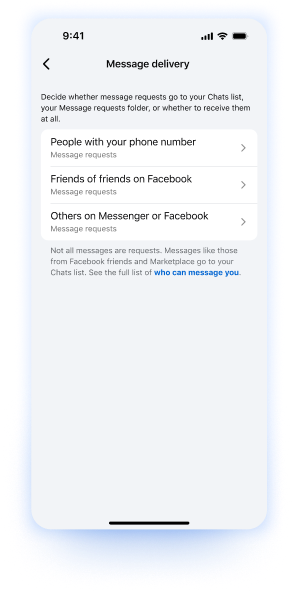 9:41
Message delivery
Decide whether message requests go to your Chats list,
your Message requests folder, or whether to receive them
at all.
People with your phone number
Message requests
Friends of friends on Facebook
Message requests
Others on Messenger or Facebook
Message requests
Not all messages are requests. Messages like those
from Facebook friends and Marketplace go to your
Chats list. See the full list of who can message you.